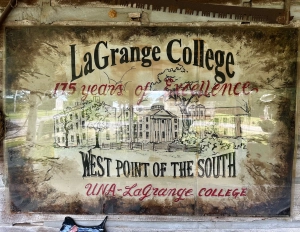 LaGrange College
175 years of Excellence
WEST POINT OF THE SOUTH
UNA-LaGrange COLLEGE